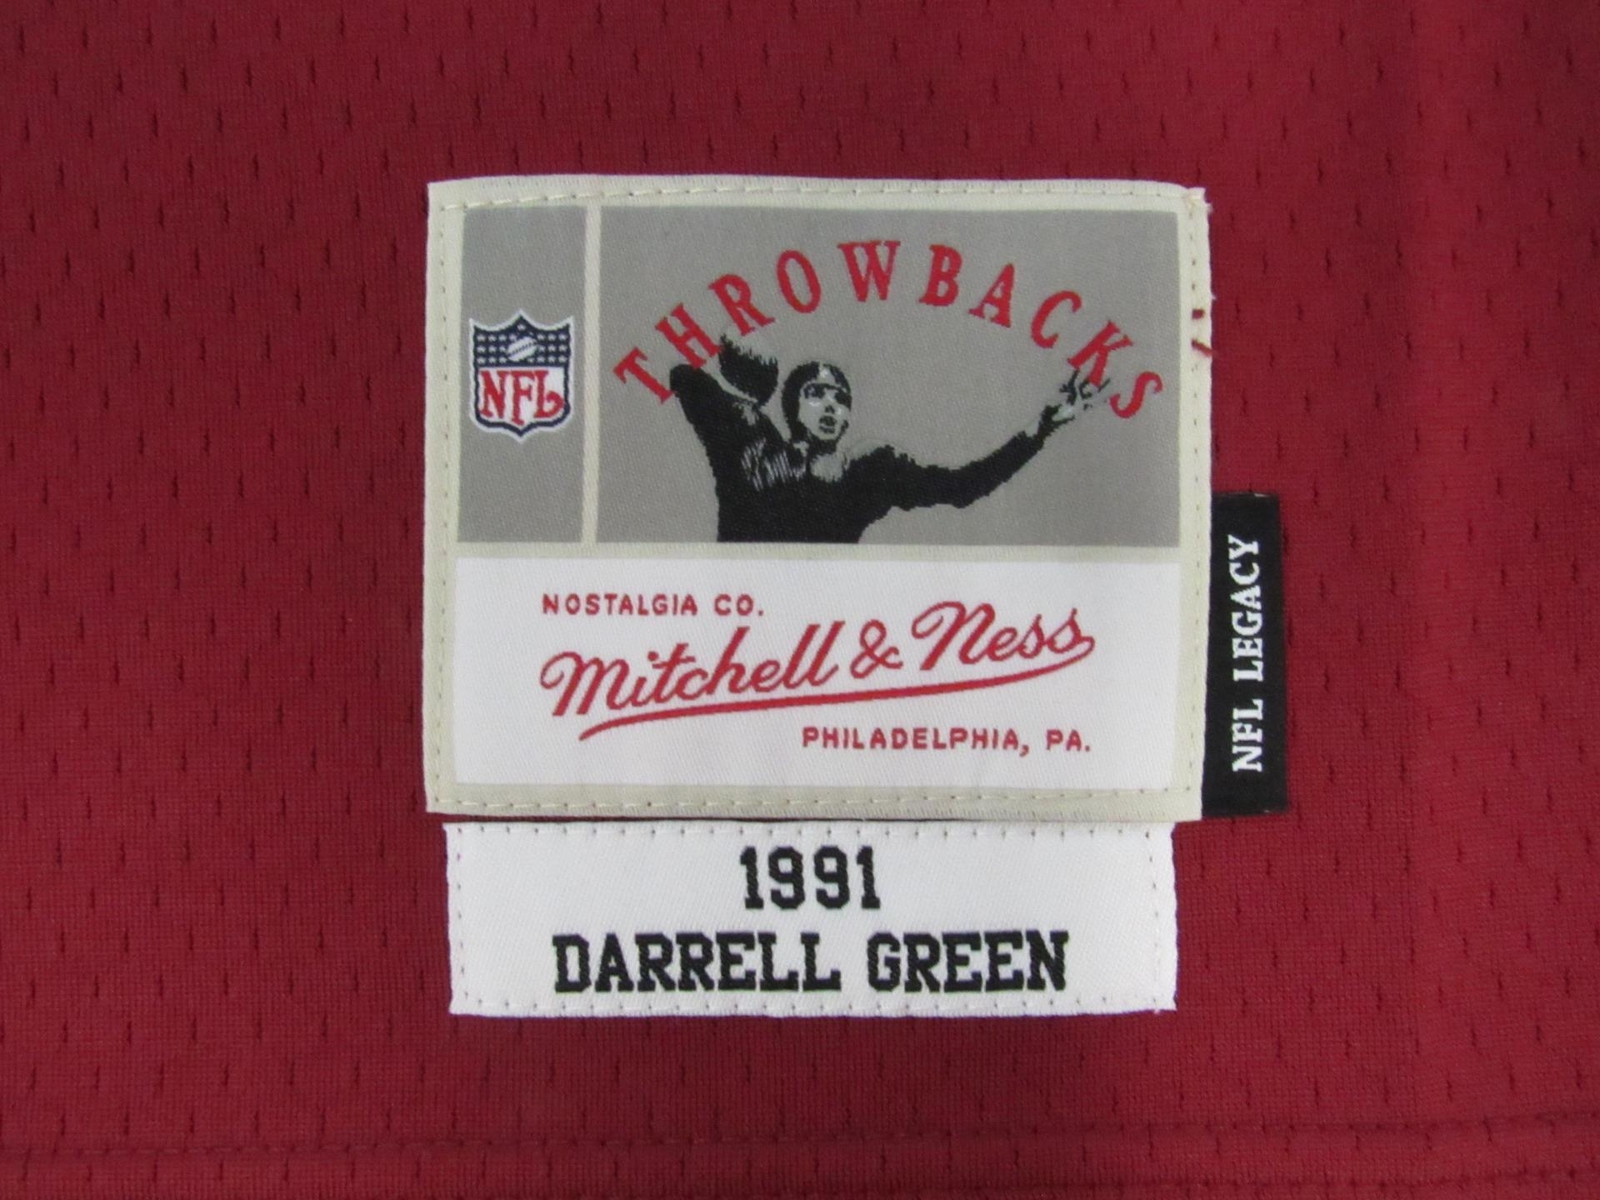 THROWBACKS
NFL
NOSTALGIA CO.
Mitchell & Ness
PHILADELPHIA, PA.
NFL LEGACY
1991
DARRELL GREEN